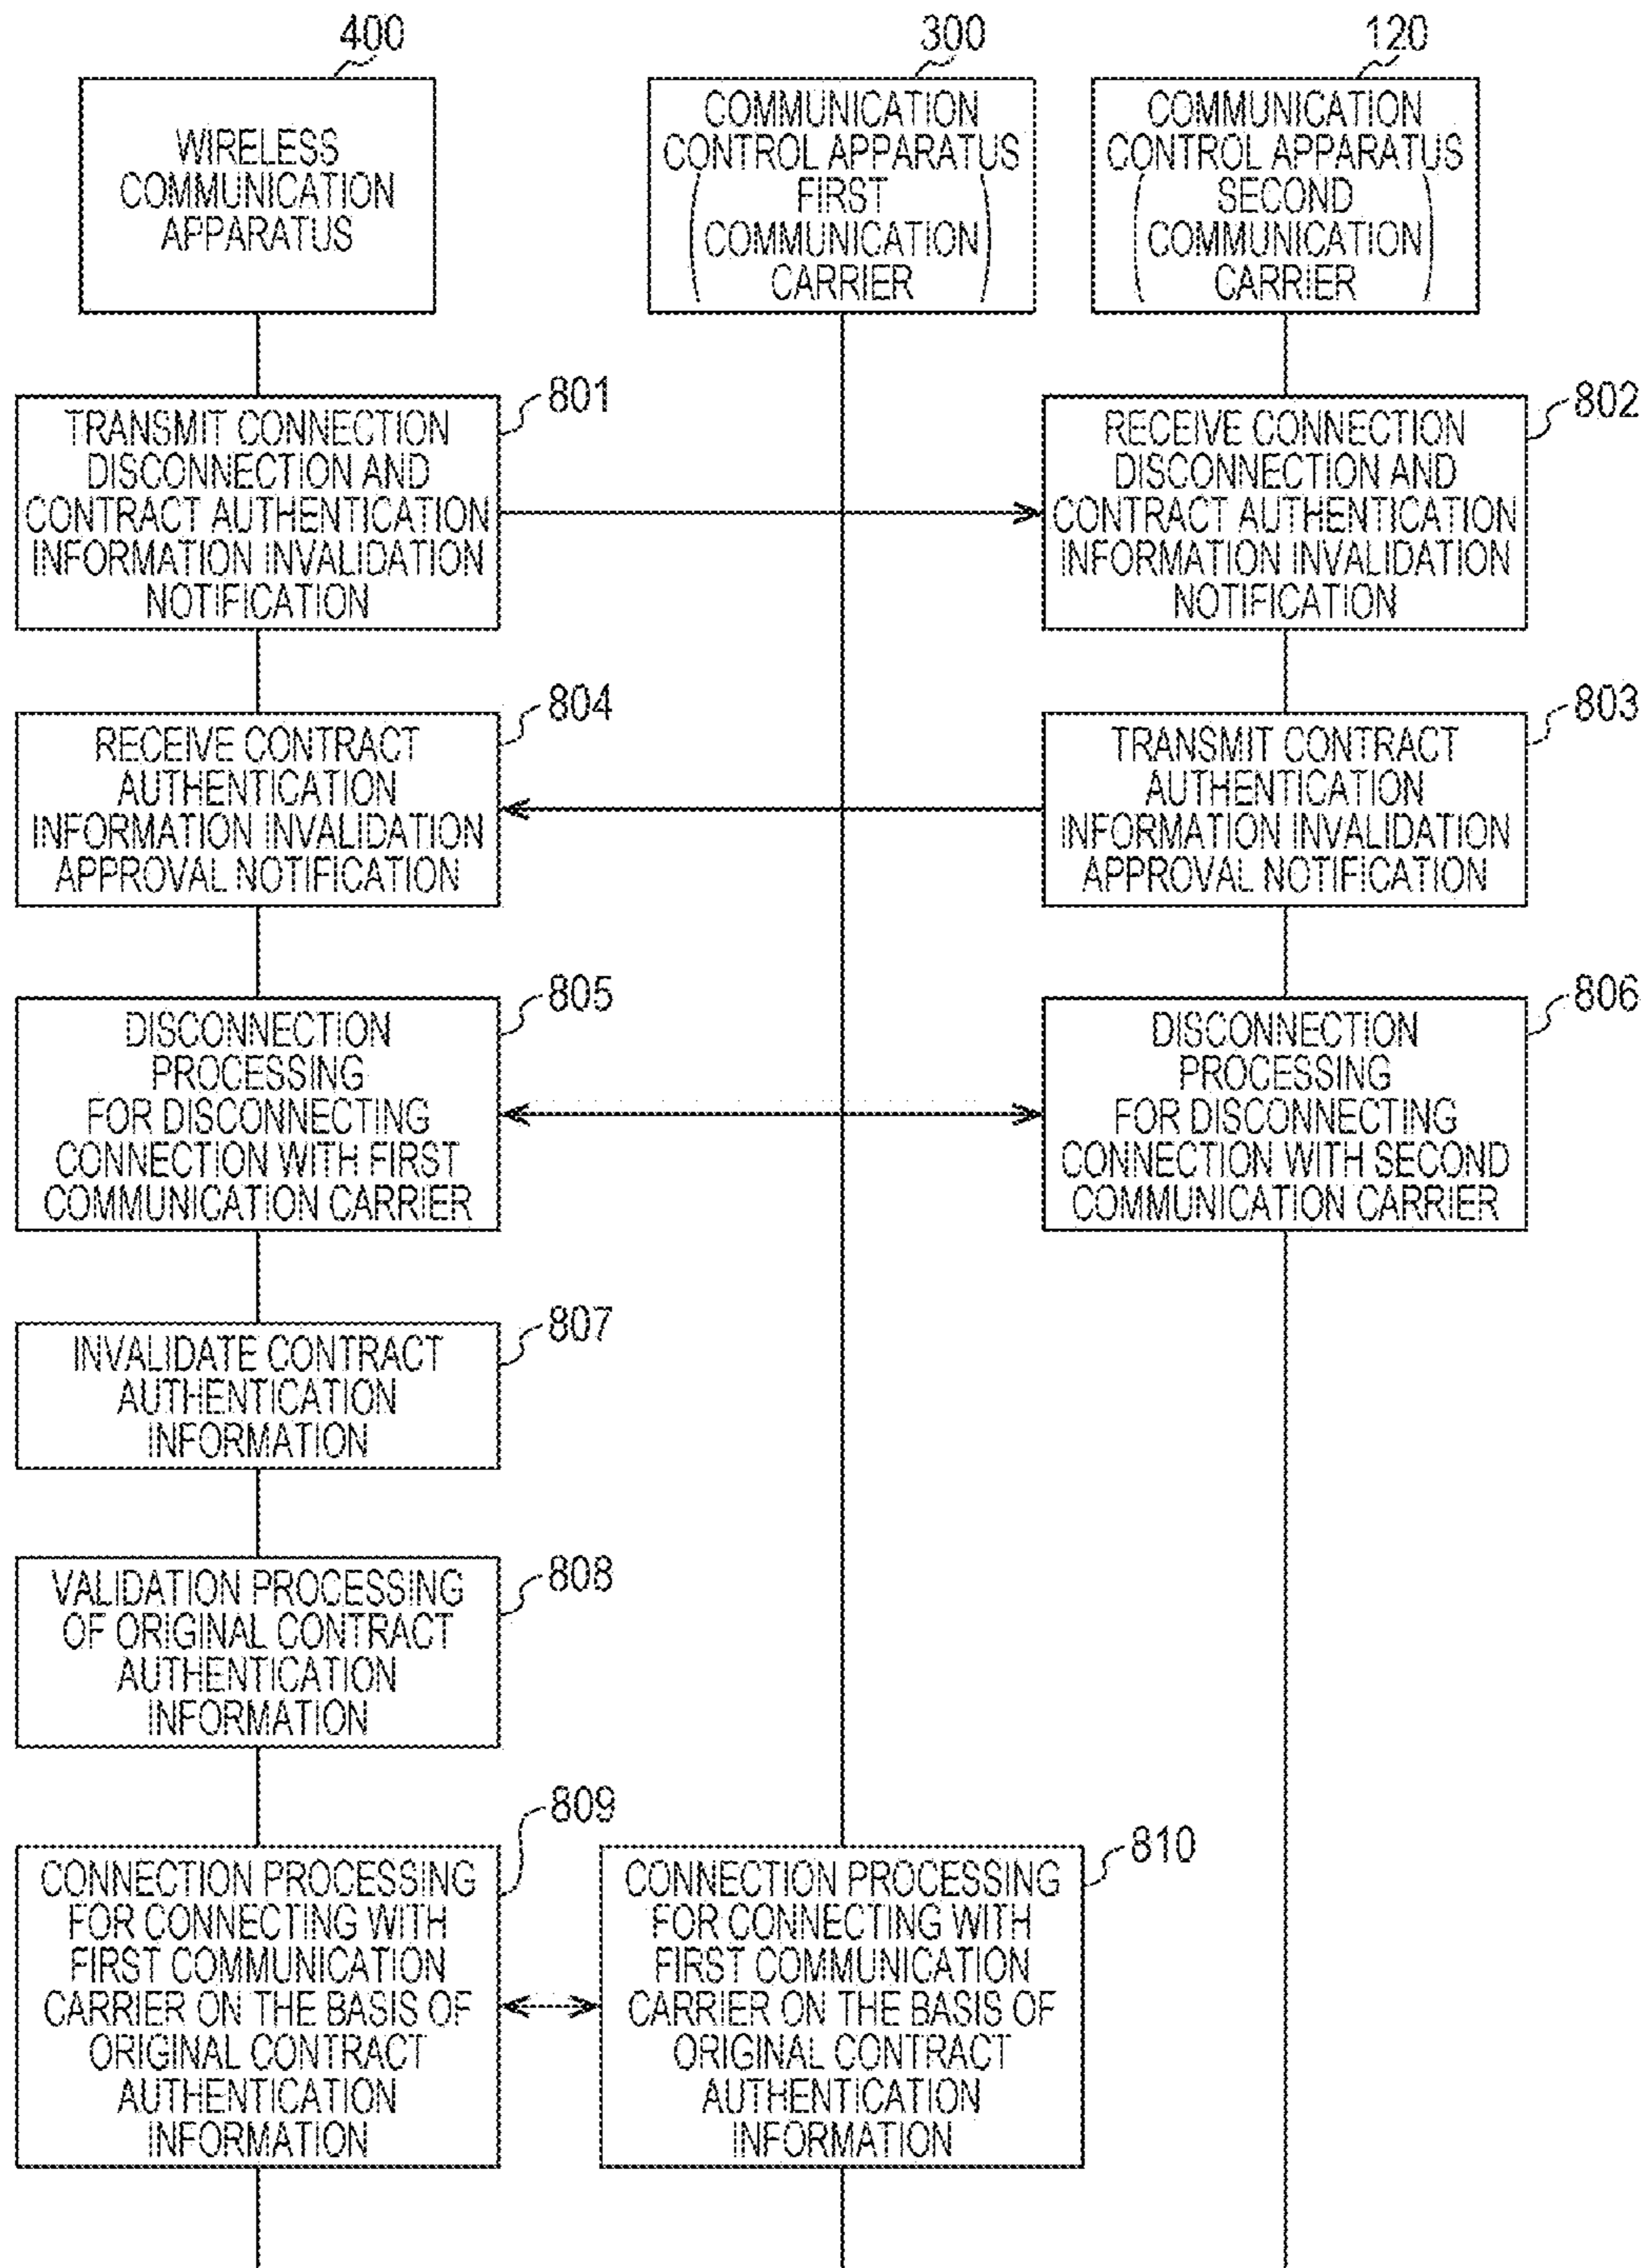 400
WIRELESS
COMMUNICATION
APPARATUS
300
COMMUNICATION
CONTROL APPARATUS
( FIRST
COMMUNICATION
CARRIER )
120
COMMUNICATION
CONTROL APPARATUS
( SECOND
COMMUNICATION
CARRIER )
801
TRANSMIT CONNECTION
DISCONNECTION AND
CONTRACT AUTHENTICATION
INFORMATION INVALIDATION
NOTIFICATION
802
RECEIVE CONNECTION
DISCONNECTION AND
CONTRACT AUTHENTICATION
INFORMATION INVALIDATION
NOTIFICATION
803
TRANSMIT CONTRACT
AUTHENTICATION
INFORMATION INVALIDATION
APPROVAL NOTIFICATION
804
RECEIVE CONTRACT
AUTHENTICATION
INFORMATION INVALIDATION
APPROVAL NOTIFICATION
805
DISCONNECTION
PROCESSING
FOR DISCONNECTING
CONNECTION WITH FIRST
COMMUNICATION CARRIER
806
DISCONNECTION
PROCESSING
FOR DISCONNECTING
CONNECTION WITH SECOND
COMMUNICATION CARRIER
807
INVALIDATE CONTRACT
AUTHENTICATION
INFORMATION
808
VALIDATION PROCESSING
OF ORIGINAL CONTRACT
AUTHENTICATION
INFORMATION
809
CONNECTION PROCESSING
FOR CONNECTING WITH
FIRST COMMUNICATION
CARRIER ON THE BASIS OF
ORIGINAL CONTRACT
AUTHENTICATION
INFORMATION
810
CONNECTION PROCESSING
FOR CONNECTING WITH
FIRST COMMUNICATION
CARRIER ON THE BASIS OF
ORIGINAL CONTRACT
AUTHENTICATION
INFORMATION